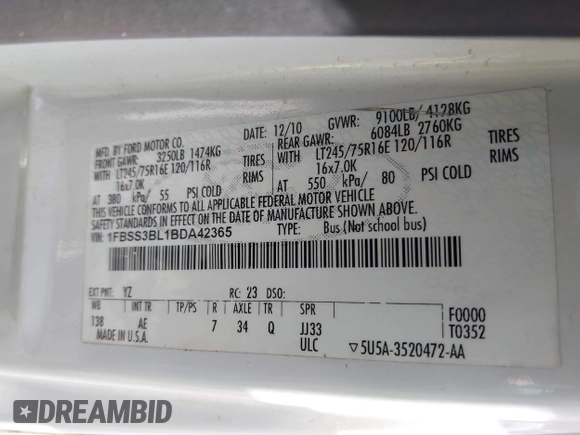 MFD. BY FORD MOTOR CO.
DATE: 12/10 GVWR: 9100LB/ 4128KG
FRONT GAWR: 3250LB 1474KG
REAR GAWR: 6084LB 2760KG
WITH LT245/75R16E 120/116R TIRES
WITH LT245/75R16E 120/116R TIRES
16x7.0K RIMS
16x7.0K RIMS
AT 380 kPa/ 55 PSI COLD
AT 550 kPa/ 80 PSI COLD
THIS VEHICLE CONFORMS TO ALL APPLICABLE FEDERAL MOTOR VEHICLE
SAFETY STANDARDS IN EFFECT ON THE DATE OF MANUFACTURE SHOWN ABOVE.
VIN: 1FBSS3BL1BDA42365
TYPE: Bus (Not school bus)
EXT PNT: YZ RC: 23 DSO:
WB INT TR TP/PS R AXLE TR SPR
138 AE 7 34 Q JJ33
ULC
F0000
T0352
MADE IN U.S.A.
▽5U5A-3520472-AA
DREAMBID